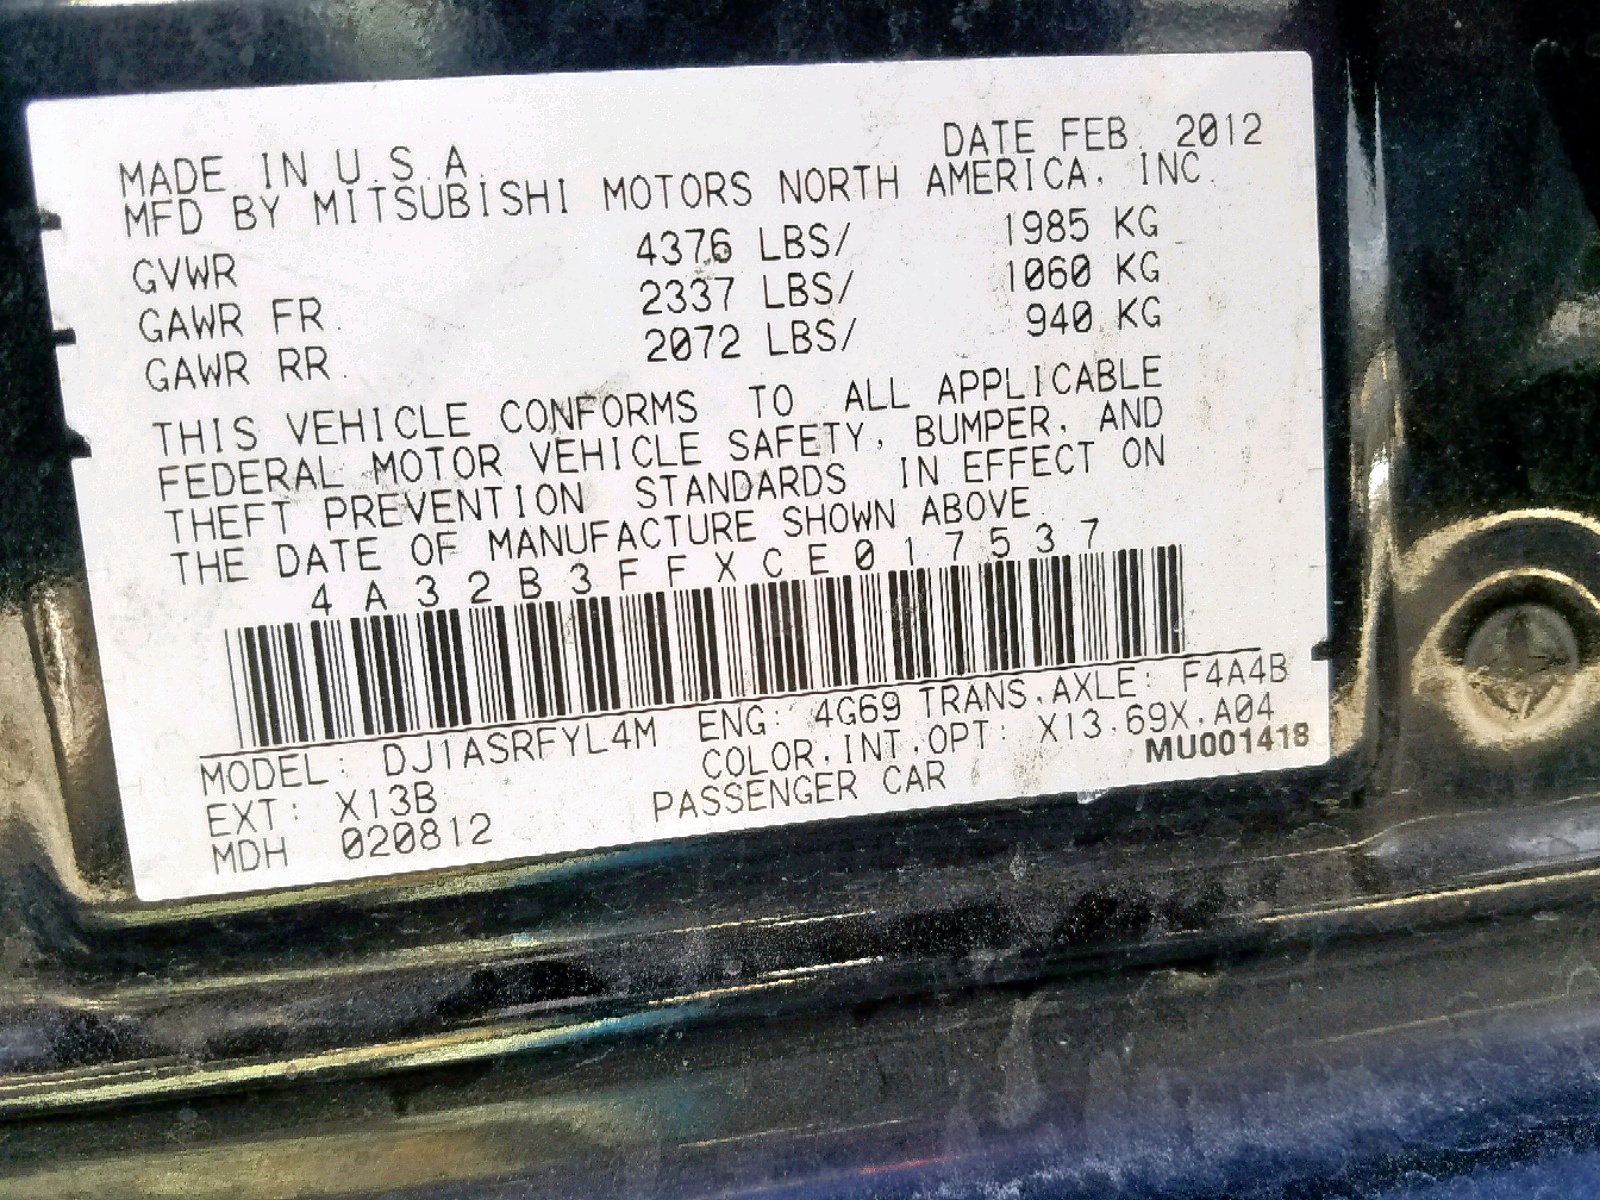 DATE FEB. 2012
MADE IN U.S.A.
MFD BY MITSUBISHI MOTORS NORTH AMERICA, INC.
GVWR 4376 LBS/ 1985 KG
GAWR FR. 2337 LBS/ 1060 KG
GAWR RR. 2072 LBS/ 940 KG
THIS VEHICLE CONFORMS TO ALL APPLICABLE
FEDERAL MOTOR VEHICLE SAFETY, BUMPER, AND
THEFT PREVENTION STANDARDS IN EFFECT ON
THE DATE OF MANUFACTURE SHOWN ABOVE.
4A32B3FFXCE017537
MODEL: DJ1ASRFYL4M ENG: 4G69 TRANS.AXLE: F4A4B
EXT: X13B COLOR.INT.OPT: X13.69X.A04
MDH 020812 PASSENGER CAR MU001418